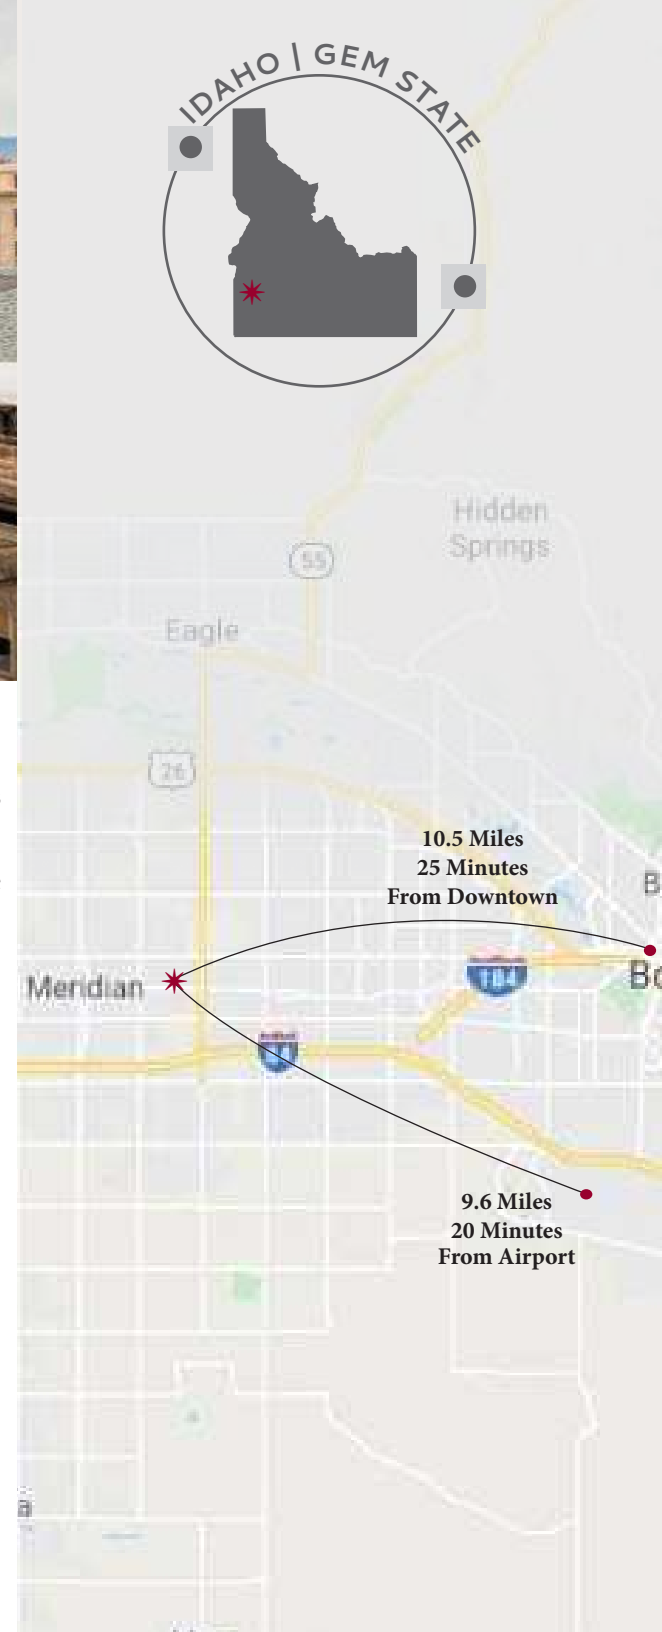 IDAHO | GEM STATE
Hidden
Springs
55
Eagle
26
10.5 Miles
25 Minutes
From Downtown
B
Meridian
184
Bo
9.6 Miles
20 Minutes
From Airport
a